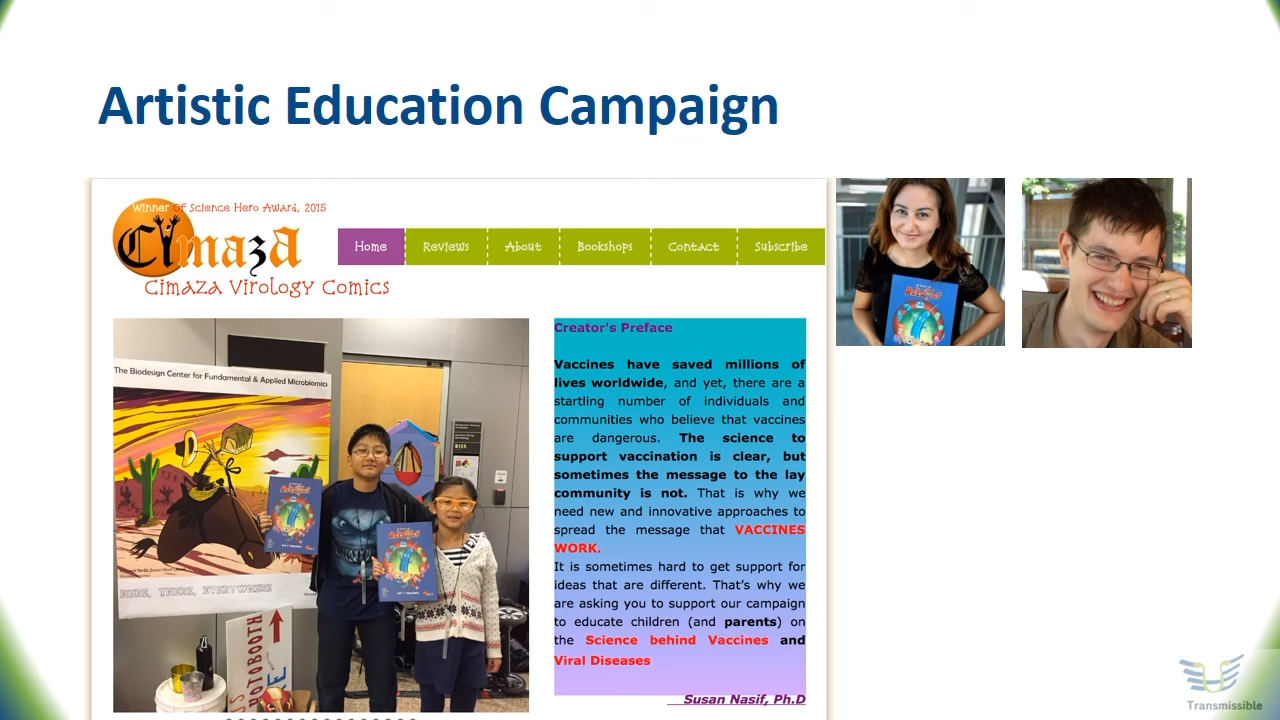 Artistic Education Campaign
Winner of Science Hero Award, 2015
Cimaza
Cimaza Virology Comics
Home Reviews About Bookshops Contact Subscribe
The Biodesign Center for Fundamental & Applied Microbiomics
HERE, THERE, EVERYWHERE
B125
PHOTOBOOTH
Creator's Preface
Vaccines have saved millions of
lives worldwide, and yet, there are a
startling number of individuals and
communities who believe that vaccines
are dangerous. The science to
support vaccination is clear, but
sometimes the message to the lay
community is not. That is why we
need new and innovative approaches to
spread the message that VACCINES
WORK.
It is sometimes hard to get support for
ideas that are different. That's why we
are asking you to support our campaign
to educate children (and parents) on
the Science behind Vaccines and
Viral Diseases
Susan Nasif, Ph.D
Transmissible